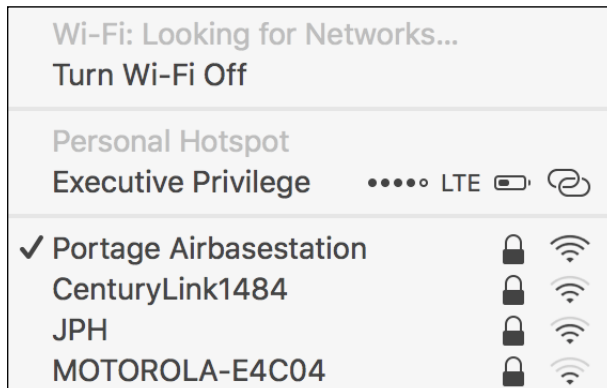 Wi-Fi: Looking for Networks...
Turn Wi-Fi Off
Personal Hotspot
Executive Privilege LTE
Portage Airbasestation
CenturyLink1484
JPH
MOTOROLA-E4C04